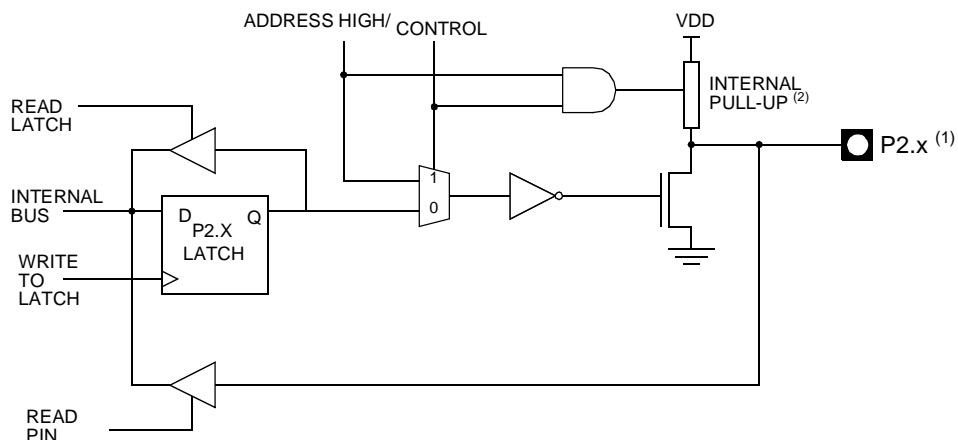 ADDRESS HIGH/ CONTROL
VDD
INTERNAL
PULL-UP (2)
READ
LATCH
P2.x (1)
INTERNAL
BUS
1
0
D Q
P2.X
LATCH
WRITE
TO
LATCH
READ
PIN